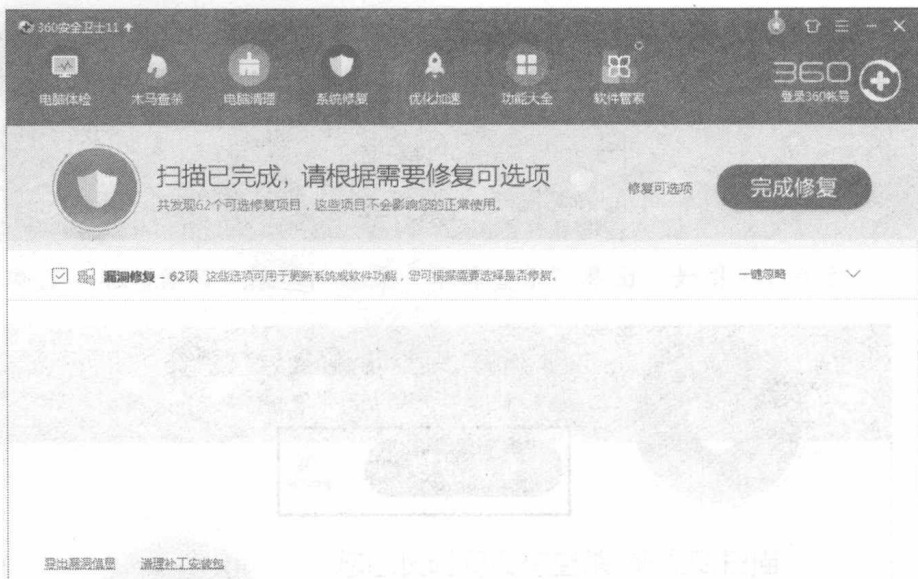 360安全卫士11
电脑体检 木马查杀 电脑清理 系统修复 优化加速 功能大全 软件管家
360
登录360帐号
扫描已完成，请根据需要修复可选项
共发现62个可选修复项目，这些项目不会影响您的正常使用。
修复可选项
完成修复
漏洞修复 - 62项 这些选项可用于更新系统或软件功能，您可根据需要选择是否修复。
一键忽略
导出漏洞信息 清理补丁安装包